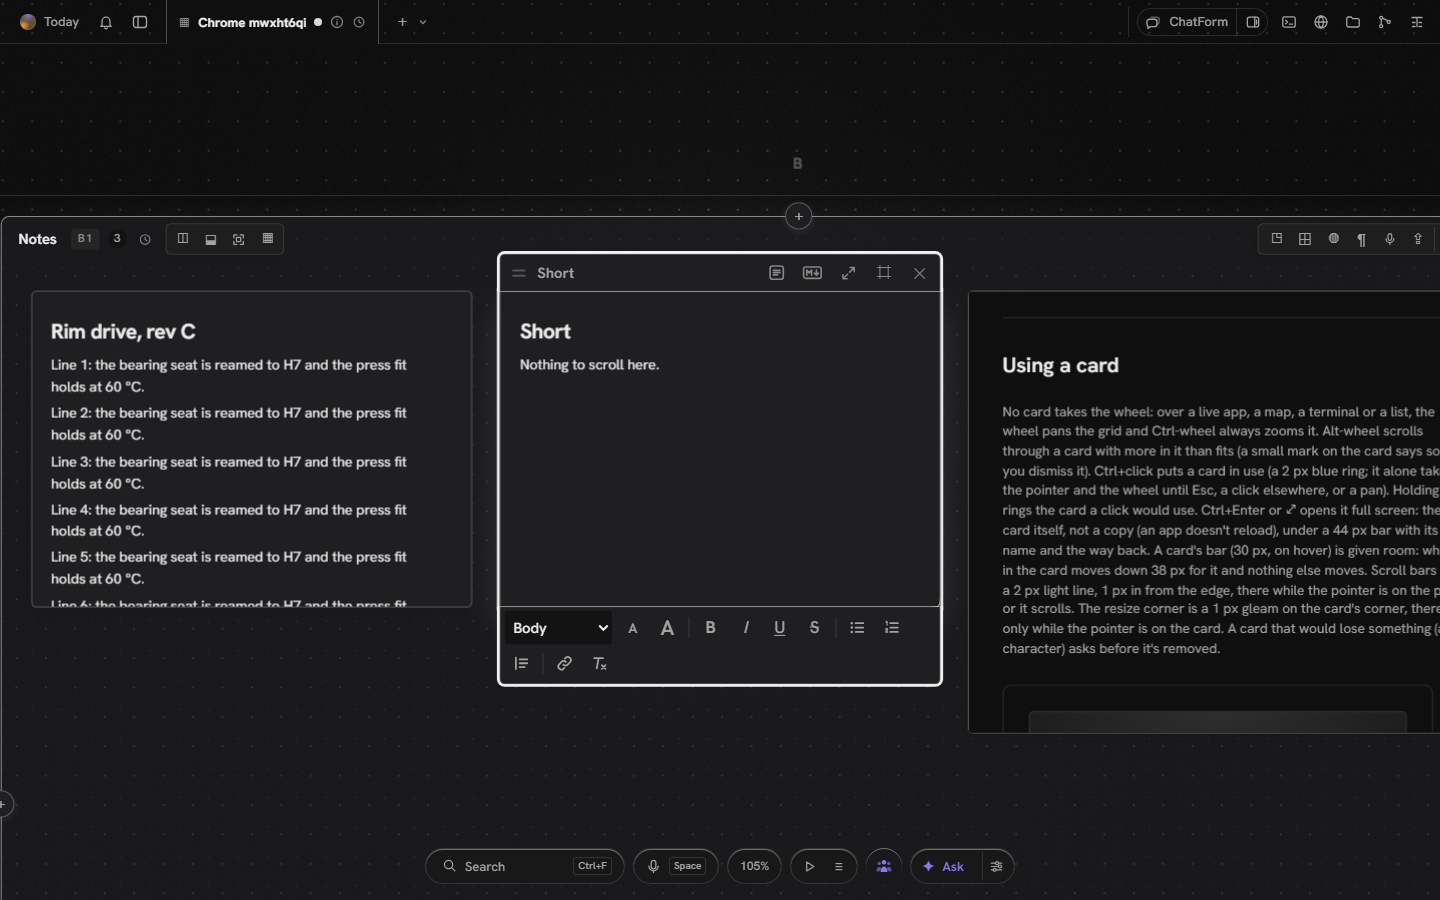 Today
Chrome mwxht6qi
ChatForm
B
Notes
B1
3
Rim drive, rev C
Line 1: the bearing seat is reamed to H7 and the press fit
holds at 60 °C.
Line 2: the bearing seat is reamed to H7 and the press fit
holds at 60 °C.
Line 3: the bearing seat is reamed to H7 and the press fit
holds at 60 °C.
Line 4: the bearing seat is reamed to H7 and the press fit
holds at 60 °C.
Line 5: the bearing seat is reamed to H7 and the press fit
holds at 60 °C.
Line 6: the bearing seat is reamed to H7 and the press fit
Short
M
Short
Nothing to scroll here.
Body
A A B I U S
Using a card
No card takes the wheel: over a live app, a map, a terminal or a list, the
wheel pans the grid and Ctrl-wheel always zooms it. Alt-wheel scrolls
through a card with more in it than fits (a small mark on the card says so
you dismiss it). Ctrl+click puts a card in use (a 2 px blue ring; it alone
the pointer and the wheel until Esc, a click elsewhere, or a pan). Holding
rings the card a click would use. Ctrl+Enter or ⤢ opens it full screen: the
card itself, not a copy (an app doesn't reload), under a 44 px bar with its
name and the way back. A card's bar (30 px, on hover) is given room:
in the card moves down 38 px for it and nothing else moves. Scroll bars
a 2 px light line, 1 px in from the edge, there while the pointer is on the
or it scrolls. The resize corner is a 1 px gleam on the card's corner, there
only while the pointer is on the card. A card that would lose something
character) asks before it's removed.
Search
Ctrl+F
Space
105%
Ask